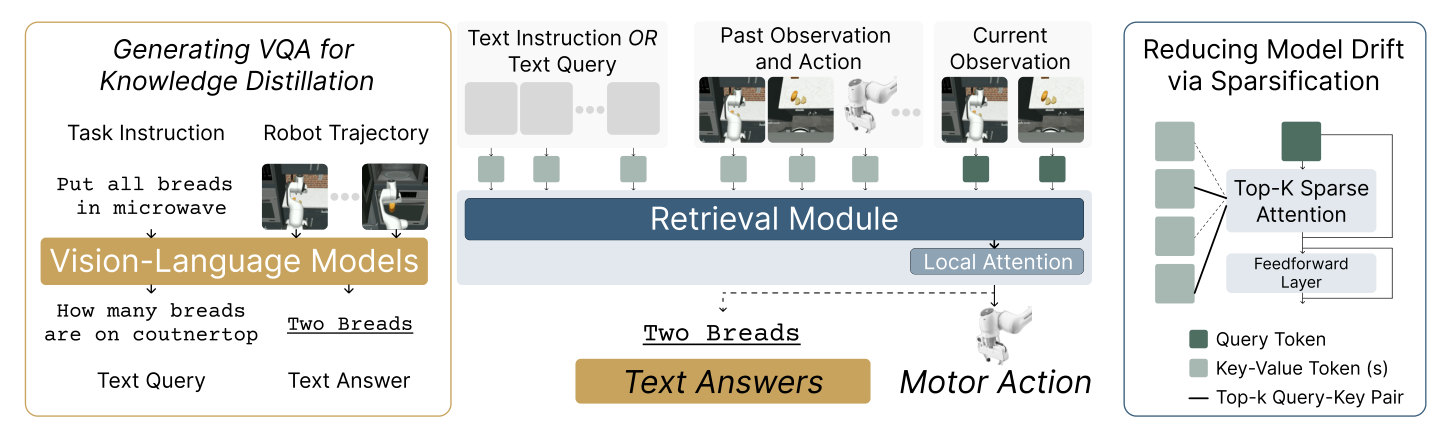 Generating VQA for
Knowledge Distillation
Task Instruction
Robot Trajectory
Put all breads
in microwave
Vision-Language Models
How many breads
are on coutnertop
Two Breads
Text Query
Text Answer
Text Instruction OR
Text Query
Past Observation
and Action
Current
Observation
Retrieval Module
Local Attention
Two Breads
Text Answers
Motor Action
Reducing Model Drift
via Sparsification
Top-K Sparse
Attention
Feedforward
Layer
Query Token
Key-Value Token (s)
Top-k Query-Key Pair